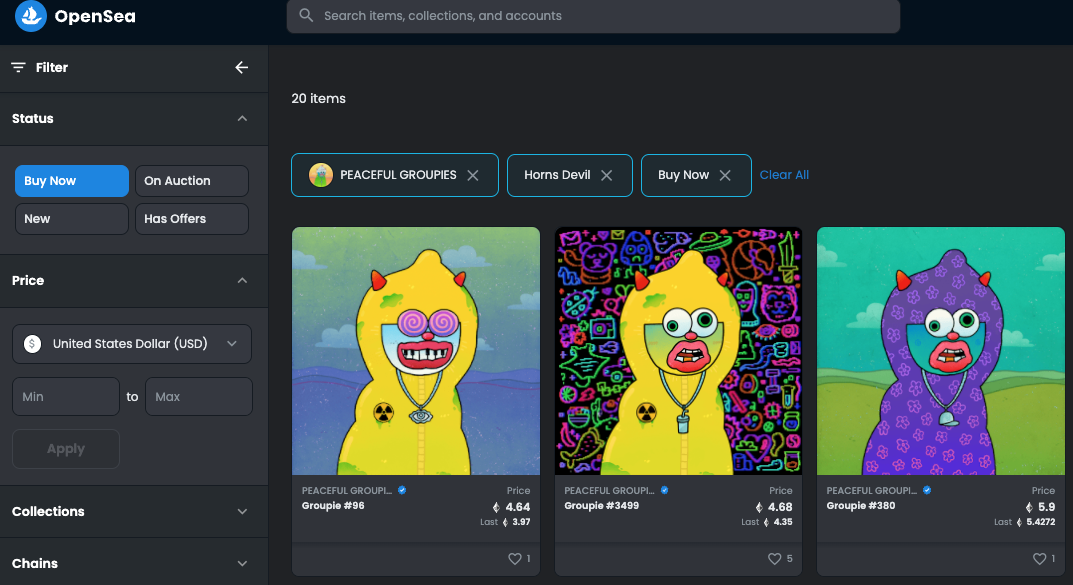 OpenSea
Search items, collections, and accounts
Filter
Status
Buy Now
On Auction
New
Has Offers
Price
$ United States Dollar (USD)
Min to Max
Apply
Collections
Chains
20 items
PEACEFUL GROUPIES
Horns Devil
Buy Now
Clear All
PEACEFUL GROUPI... Price
Groupie #96 4.64
Last 3.97
1
PEACEFUL GROUPI... Price
Groupie #3499 4.68
Last 4.35
5
PEACEFUL GROUPI... Price
Groupie #380 5.9
Last 5.4272
1